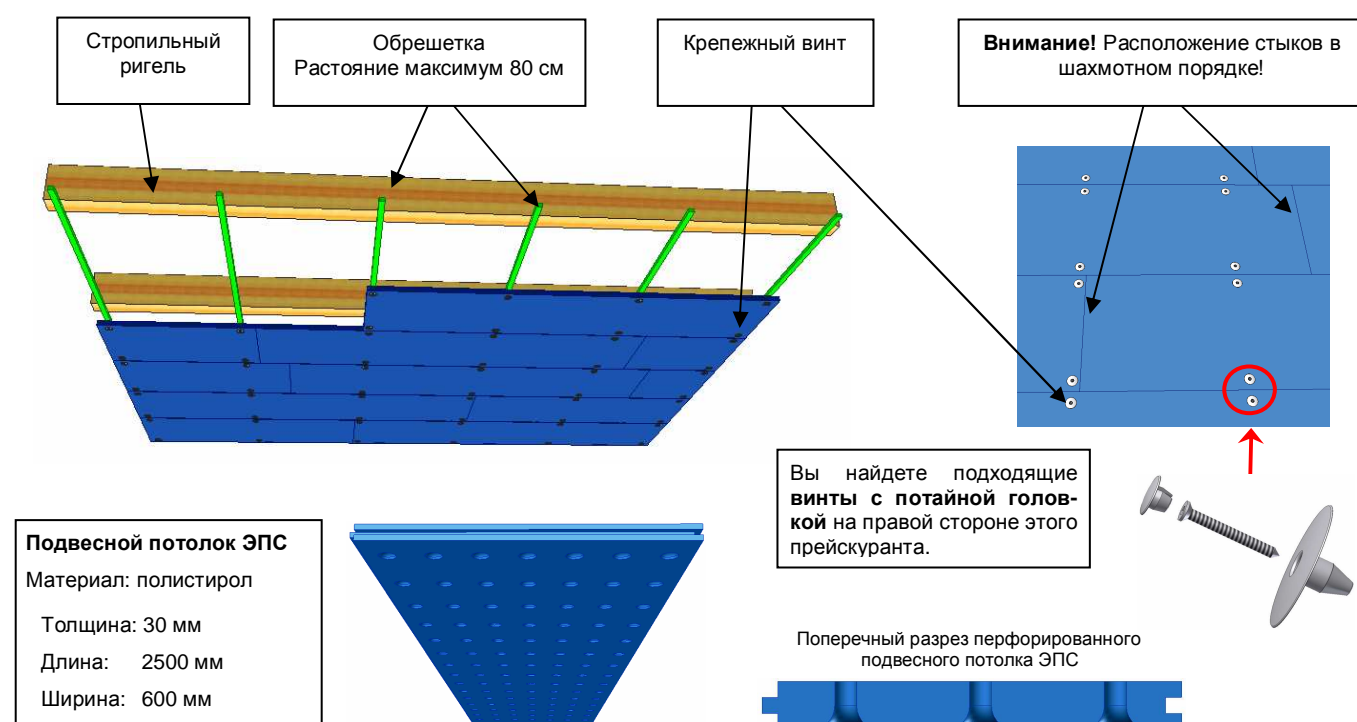 Стропильный
ригель
Обрешетка
Растояние максимум 80 см
Крепежный винт
Внимание! Расположение стыков в
шахмотном порядке!
Вы найдете подходящие
винты с потайной голов-
кой на правой стороне этого
прейскуранта.
Подвесной потолок ЭПС
Материал: полистирол
Толщина: 30 мм
Длина: 2500 мм
Ширина: 600 мм
Поперечный разрез перфорированного
подвесного потолка ЭПС